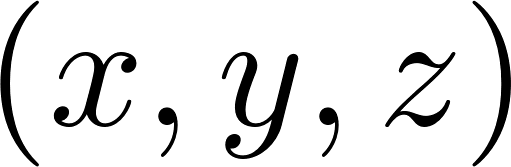 (x, y, z)